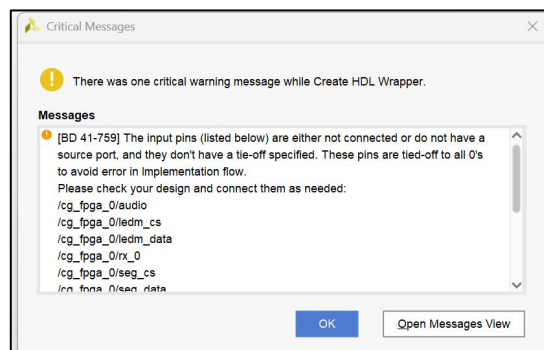 Critical Messages
There was one critical warning message while Create HDL Wrapper.
Messages
[BD 41-759] The input pins (listed below) are either not connected or do not have a
source port, and they don't have a tie-off specified. These pins are tied-off to all 0's
to avoid error in Implementation flow.
Please check your design and connect them as needed:
/cg_fpga_0/audio
/cg_fpga_0/ledm_cs
/cg_fpga_0/ledm_data
/cg_fpga_0/rx_0
/cg_fpga_0/seg_cs
/cg_fpga_0/seg_data
OK
Open Messages View